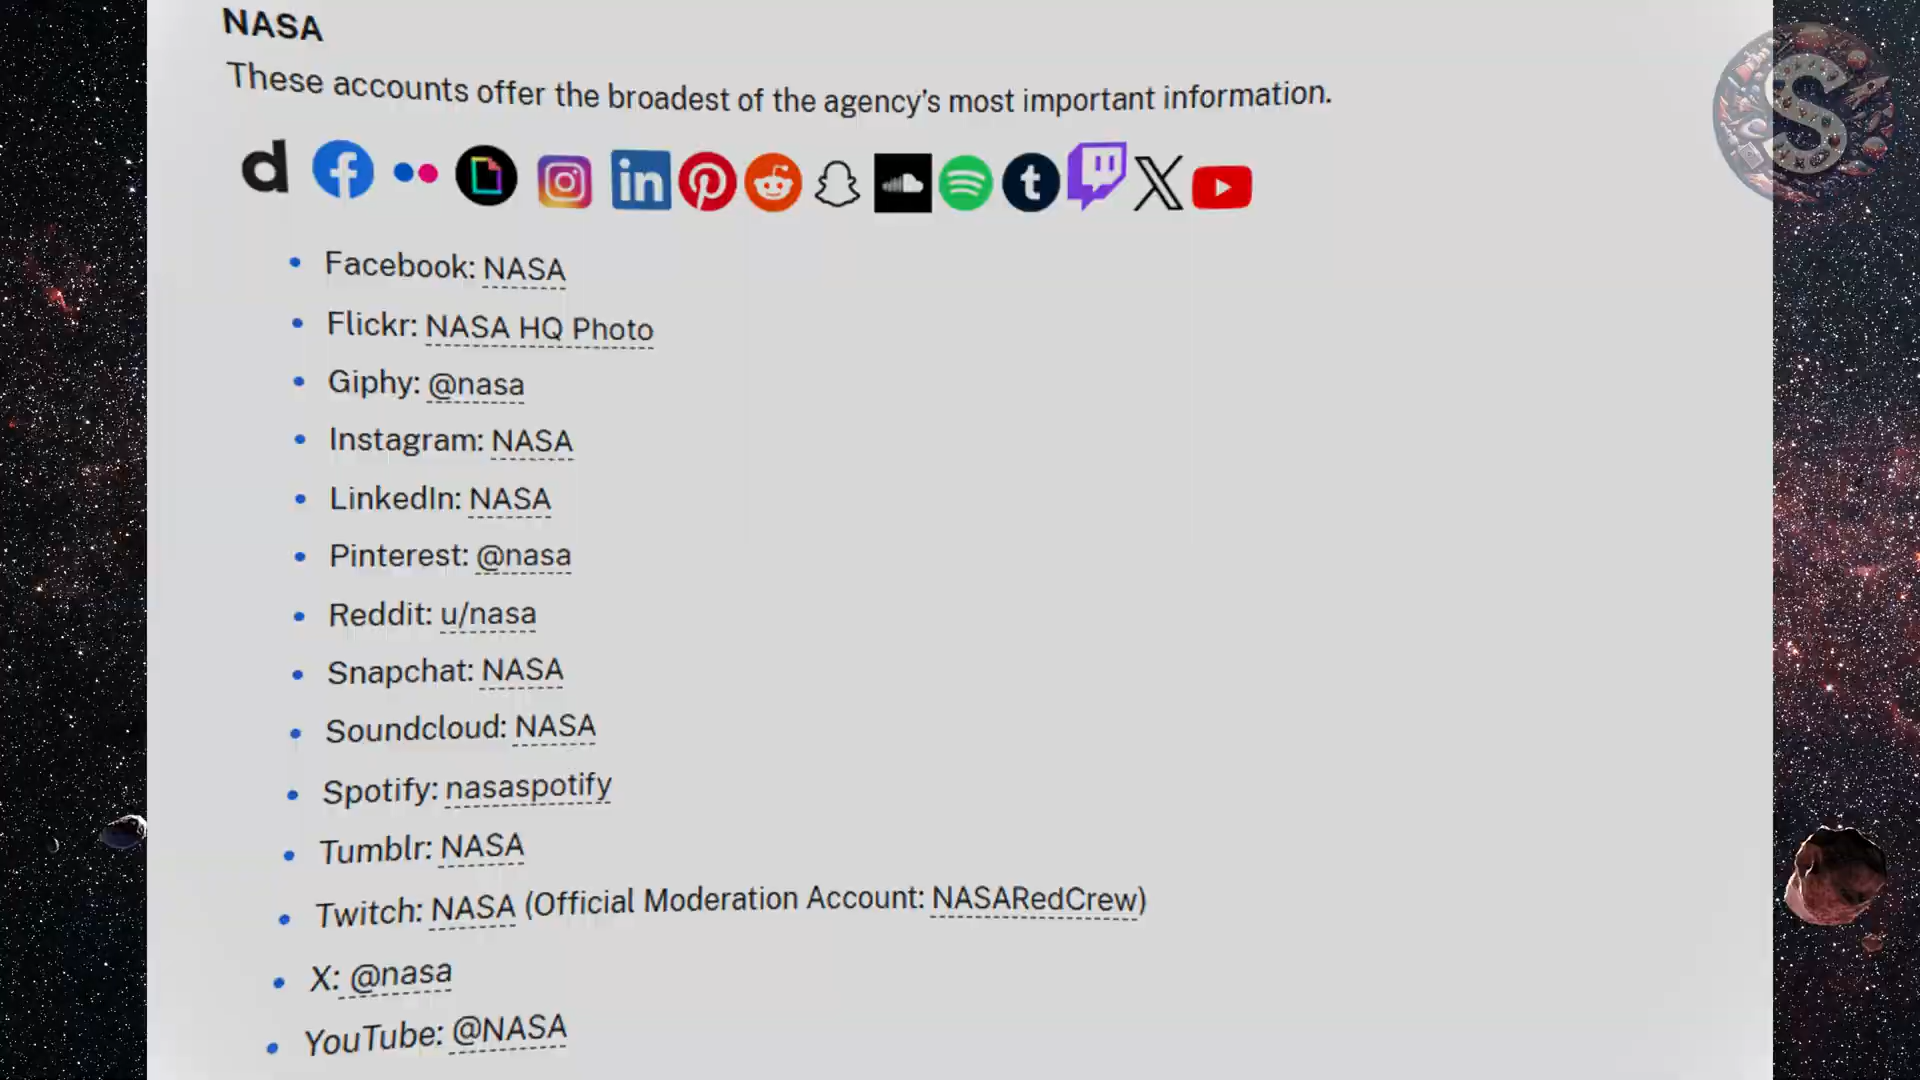 NASA
These accounts offer the broadest of the agency's most important information.
Facebook: NASA
Flickr: NASA HQ Photo
Giphy: @nasa
Instagram: NASA
LinkedIn: NASA
Pinterest: @nasa
Reddit: u/nasa
Snapchat: NASA
Soundcloud: NASA
Spotify: nasaspotify
Tumblr: NASA
Twitch: NASA (Official Moderation Account: NASARedCrew)
X: @nasa
YouTube: @NASA